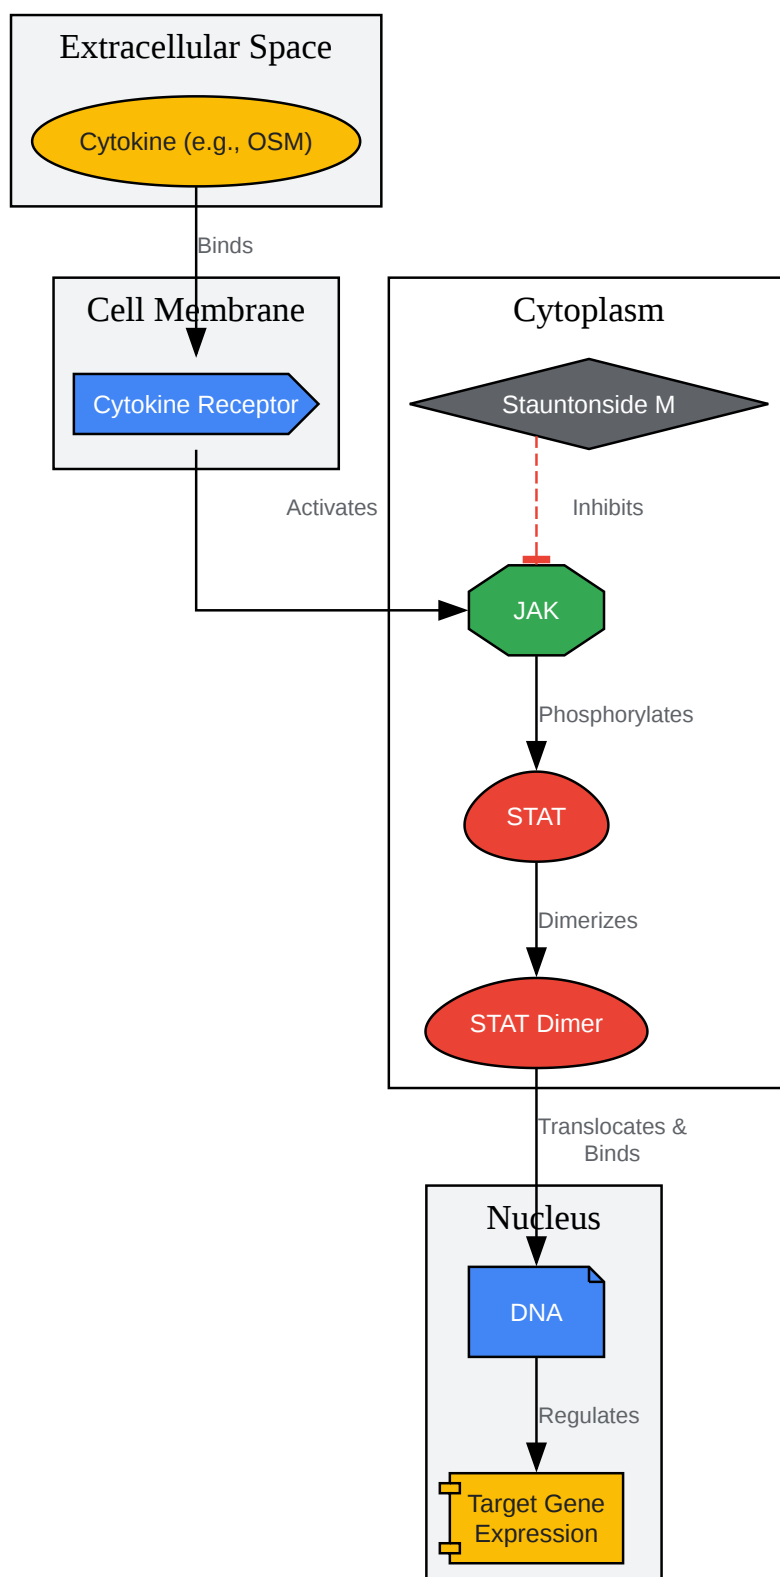 Extracellular Space
Cytokine (e.g., OSM)
Binds
Cell Membrane
Cytokine Receptor
Activates
Cytoplasm
Stauntonside M
Inhibits
JAK
Phosphorylates
STAT
Dimerizes
STAT Dimer
Translocates &
Binds
Nucleus
DNA
Regulates
Target Gene
Expression